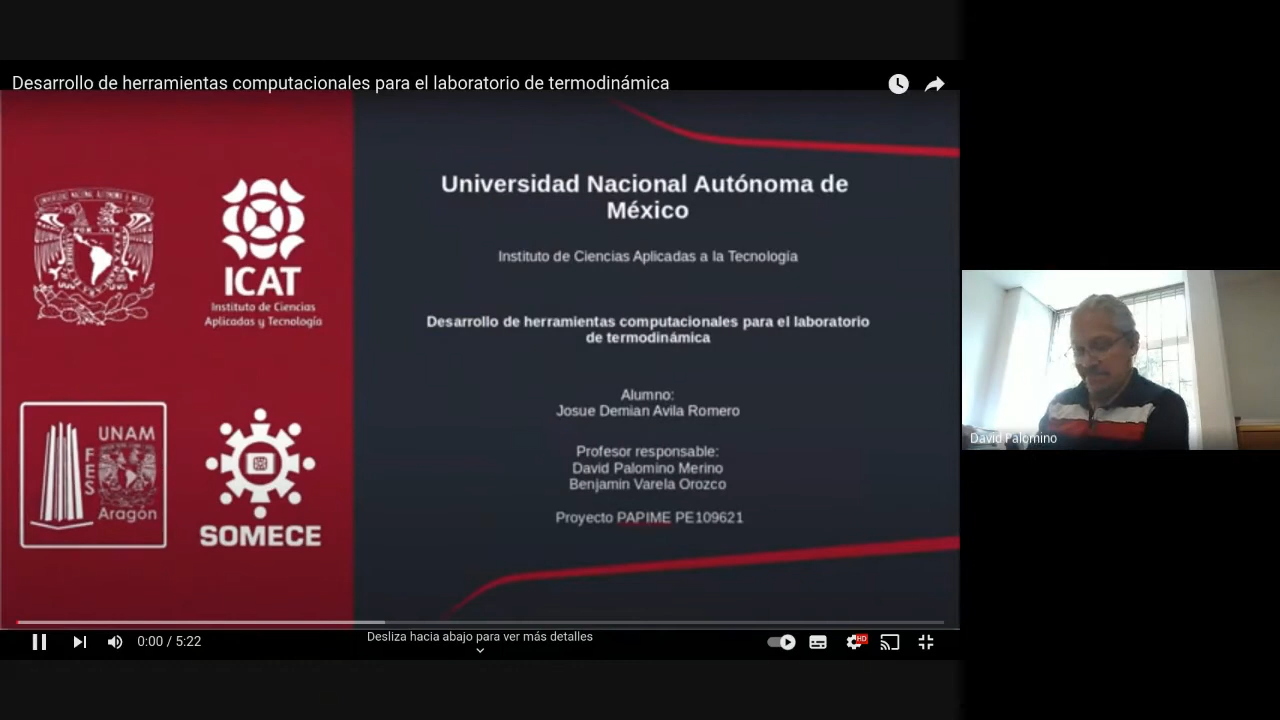 Desarrollo de herramientas computacionales para el laboratorio de termodinámica
ICAT
Instituto de Ciencias
Aplicadas y Tecnología
UNAM
FES
Aragón
SOMECE
Universidad Nacional Autónoma de
México
Instituto de Ciencias Aplicadas a la Tecnología
Desarrollo de herramientas computacionales para el laboratorio
de termodinámica
Alumno:
Josue Demian Avila Romero
Profesor responsable:
David Palomino Merino
Benjamin Varela Orozco
Proyecto PAPIME PE109621
David Palomino
0:00 / 5:22
Desliza hacia abajo para ver más detalles
HD